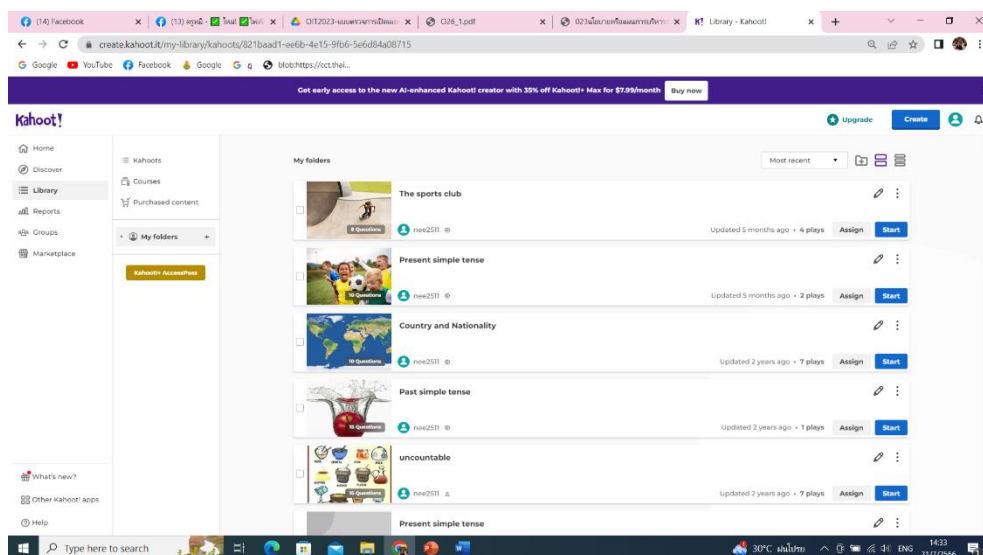 (14) Facebook
Library - Kahoot!
O26_1.pdf
create.kahoot.it/my-library/kahoots/821baad1-ee6b-4e15-9fb6-5e6d84a08715
Google YouTube Facebook Google blob:https://cct.thai...
Get early access to the new AI-enhanced Kahoot! creator with 35% off Kahoot!+ Max for $7.99/month Buy now
Kahoot!
Upgrade Create
Home
Discover
Library
Reports
Groups
Marketplace
What's new?
Other Kahoot! apps
Help
Kahoots
Courses
Purchased content
My folders +
Kahoot!+ AccessPass
My folders
Most recent
The sports club
8 Questions nee2511 Updated 5 months ago • 4 plays Assign Start
Present simple tense
10 Questions nee2511 Updated 5 months ago • 2 plays Assign Start
Country and Nationality
10 Questions nee2511 Updated 2 years ago • 7 plays Assign Start
Past simple tense
15 Questions nee2511 Updated 2 years ago • 1 plays Assign Start
uncountable
15 Questions nee2511 Updated 2 years ago • 7 plays Assign Start
Present simple tense
Type here to search
30°C ENG 14:33
21/7/2566